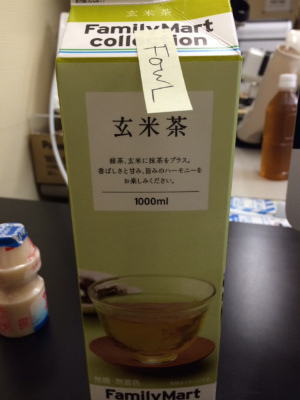 玄米茶
FamilyMart
collection
FowL
玄米茶
緑茶、玄米に抹茶をプラス。
香ばしさと甘み、旨みのハーモニーを
お楽しみください。
1000ml
FamilyMart